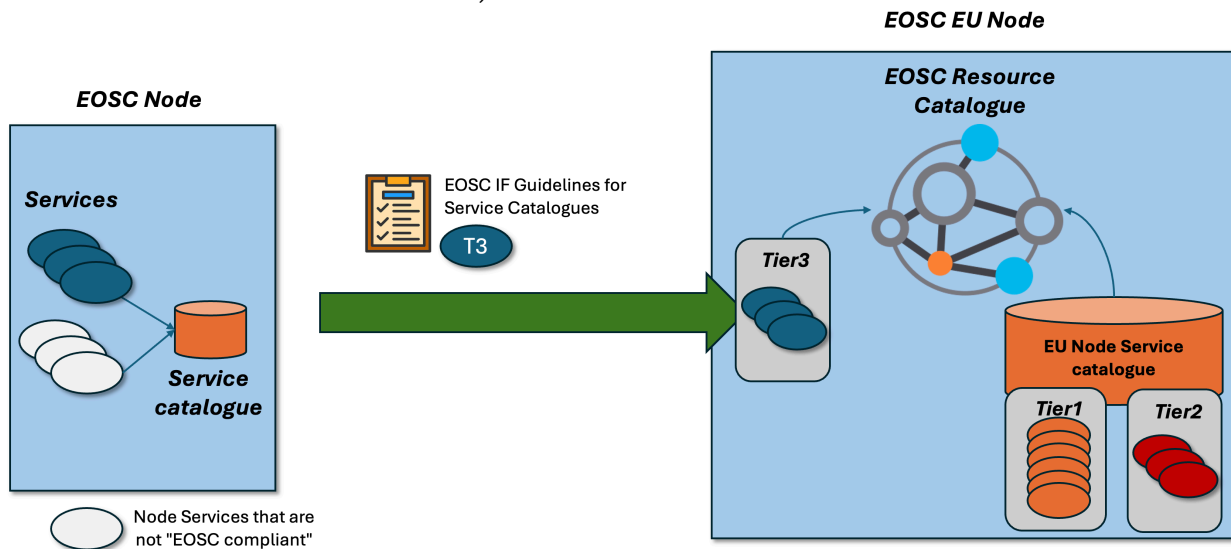 EOSC EU Node
EOSC Resource
Catalogue
EOSC Node
Services
EOSC IF Guidelines for
Service Catalogues
T3
Tier3
Service
catalogue
EU Node Service
catalogue
Tier1
Tier2
Node Services that are
not "EOSC compliant"